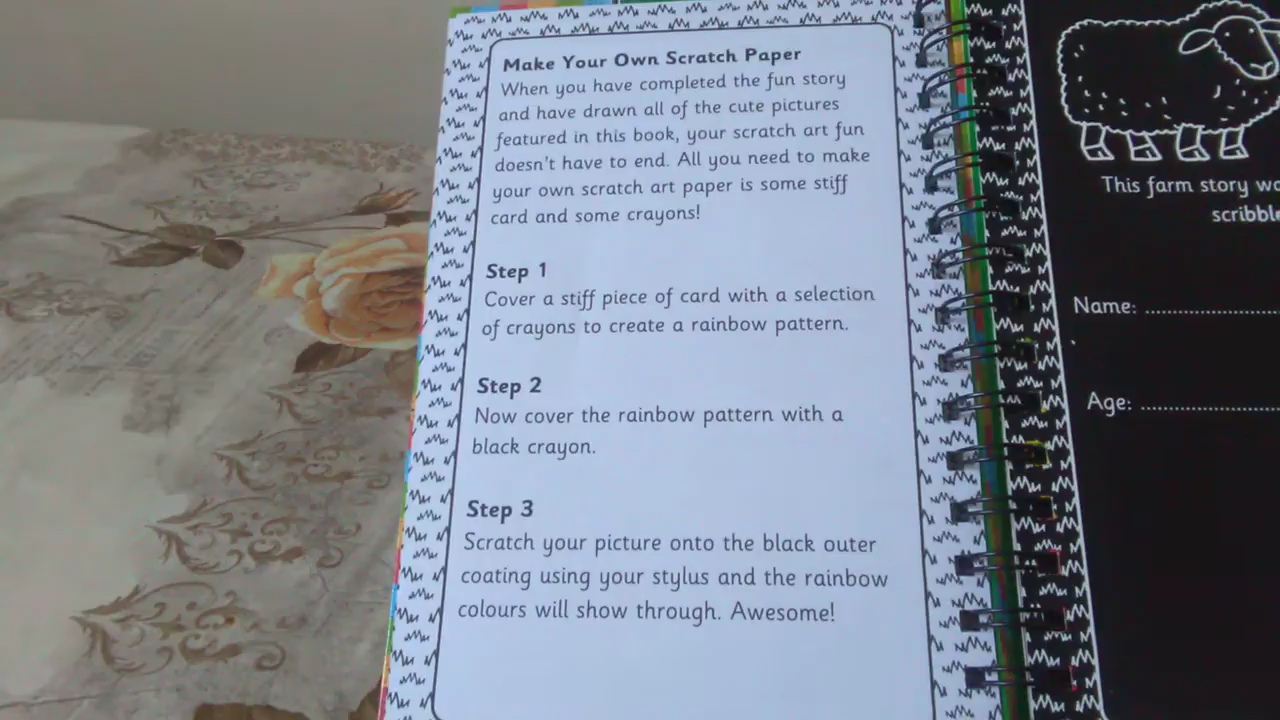 Make Your Own Scratch Paper
When you have completed the fun story
and have drawn all of the cute pictures
featured in this book, your scratch art fun
doesn't have to end. All you need to make
your own scratch art paper is some stiff
card and some crayons!
Step 1
Cover a stiff piece of card with a selection
of crayons to create a rainbow pattern.
Step 2
Now cover the rainbow pattern with a
black crayon.
Step 3
Scratch your picture onto the black outer
coating using your stylus and the rainbow
colours will show through. Awesome!
This farm story
Name:
Age: